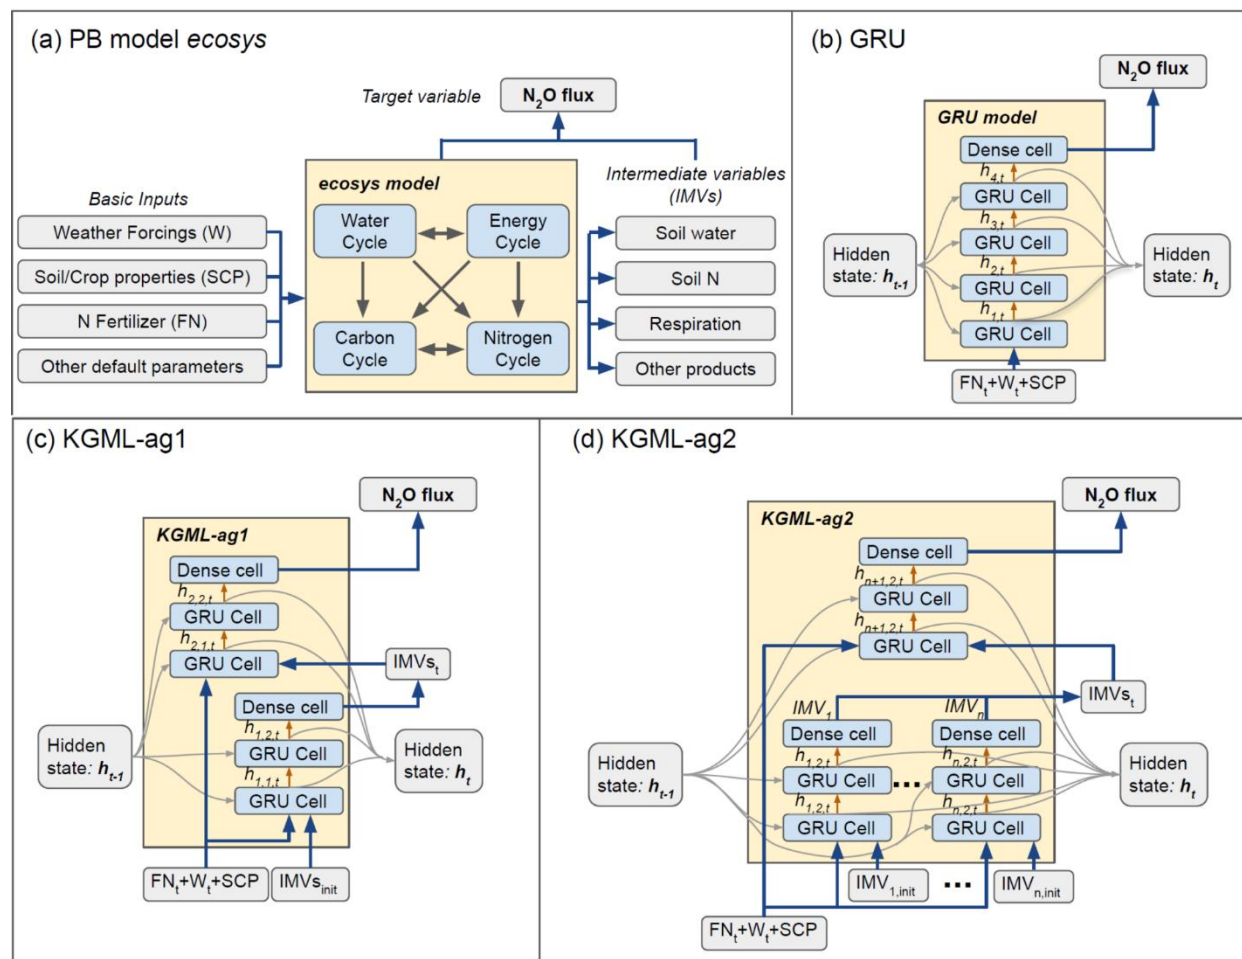 (a) PB model ecosys
Target variable
N₂O flux
Basic Inputs
Weather Forcings (W)
Soil/Crop properties (SCP)
N Fertilizer (FN)
Other default parameters
ecosys model
Water
Cycle
Energy
Cycle
Carbon
Cycle
Nitrogen
Cycle
Intermediate variables
(IMVs)
Soil water
Soil N
Respiration
Other products
(b) GRU
N₂O flux
GRU model
Dense cell
h₄,t
GRU Cell
h₃,t
GRU Cell
h₂,t
GRU Cell
h₁,t
GRU Cell
Hidden
state: ht-1
Hidden
state: ht
FNt+Wt+SCP
(c) KGML-ag1
N₂O flux
KGML-ag1
Dense cell
h2,2,t
GRU Cell
h2,1,t
GRU Cell
IMVst
Dense cell
h1,2,t
GRU Cell
h1,1,t
GRU Cell
Hidden
state: ht-1
Hidden
state: ht
FNt+Wt+SCP
IMVsinit
(d) KGML-ag2
N₂O flux
KGML-ag2
Dense cell
hn+1,2,t
GRU Cell
hn+1,2,t
GRU Cell
IMVst
IMV1
IMVn
Dense cell
Dense cell
h1,2,t
hn,2,t
GRU Cell
...
GRU Cell
h1,2,t
hn,2,t
GRU Cell
GRU Cell
Hidden
state: ht-1
Hidden
state: ht
IMV1,init
...
IMVn,init
FNt+Wt+SCP